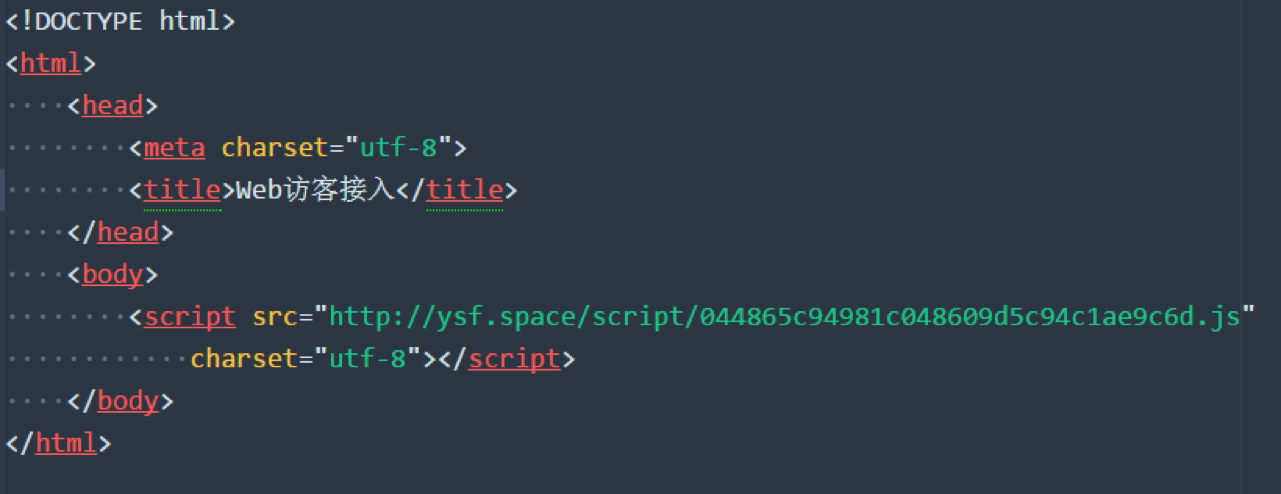 <!DOCTYPE html>
<html>
    <head>
        <meta charset="utf-8">
        <title>Web访客接入</title>
    </head>
    <body>
        <script src="http://ysf.space/script/044865c94981c048609d5c94c1ae9c6d.js"
            charset="utf-8"></script>
    </body>
</html>